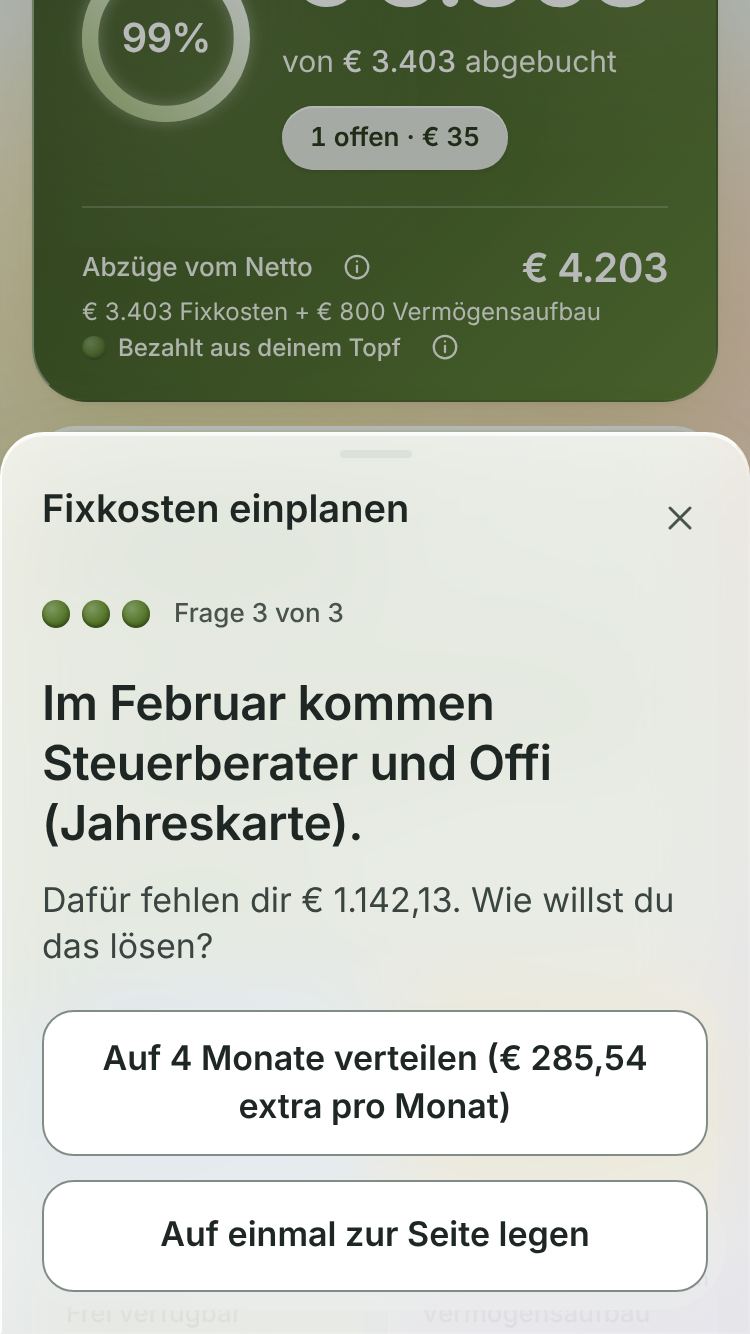 99%
von € 3.403 abgebucht
1 offen · € 35
Abzüge vom Netto
€ 4.203
€ 3.403 Fixkosten + € 800 Vermögensaufbau
Bezahlt aus deinem Topf
Fixkosten einplanen
Frage 3 von 3
Im Februar kommen
Steuerberater und Offi
(Jahreskarte).
Dafür fehlen dir € 1.142,13. Wie willst du
das lösen?
Auf 4 Monate verteilen (€ 285,54
extra pro Monat)
Auf einmal zur Seite legen
Frei verfügbar
Vermögensaufbau